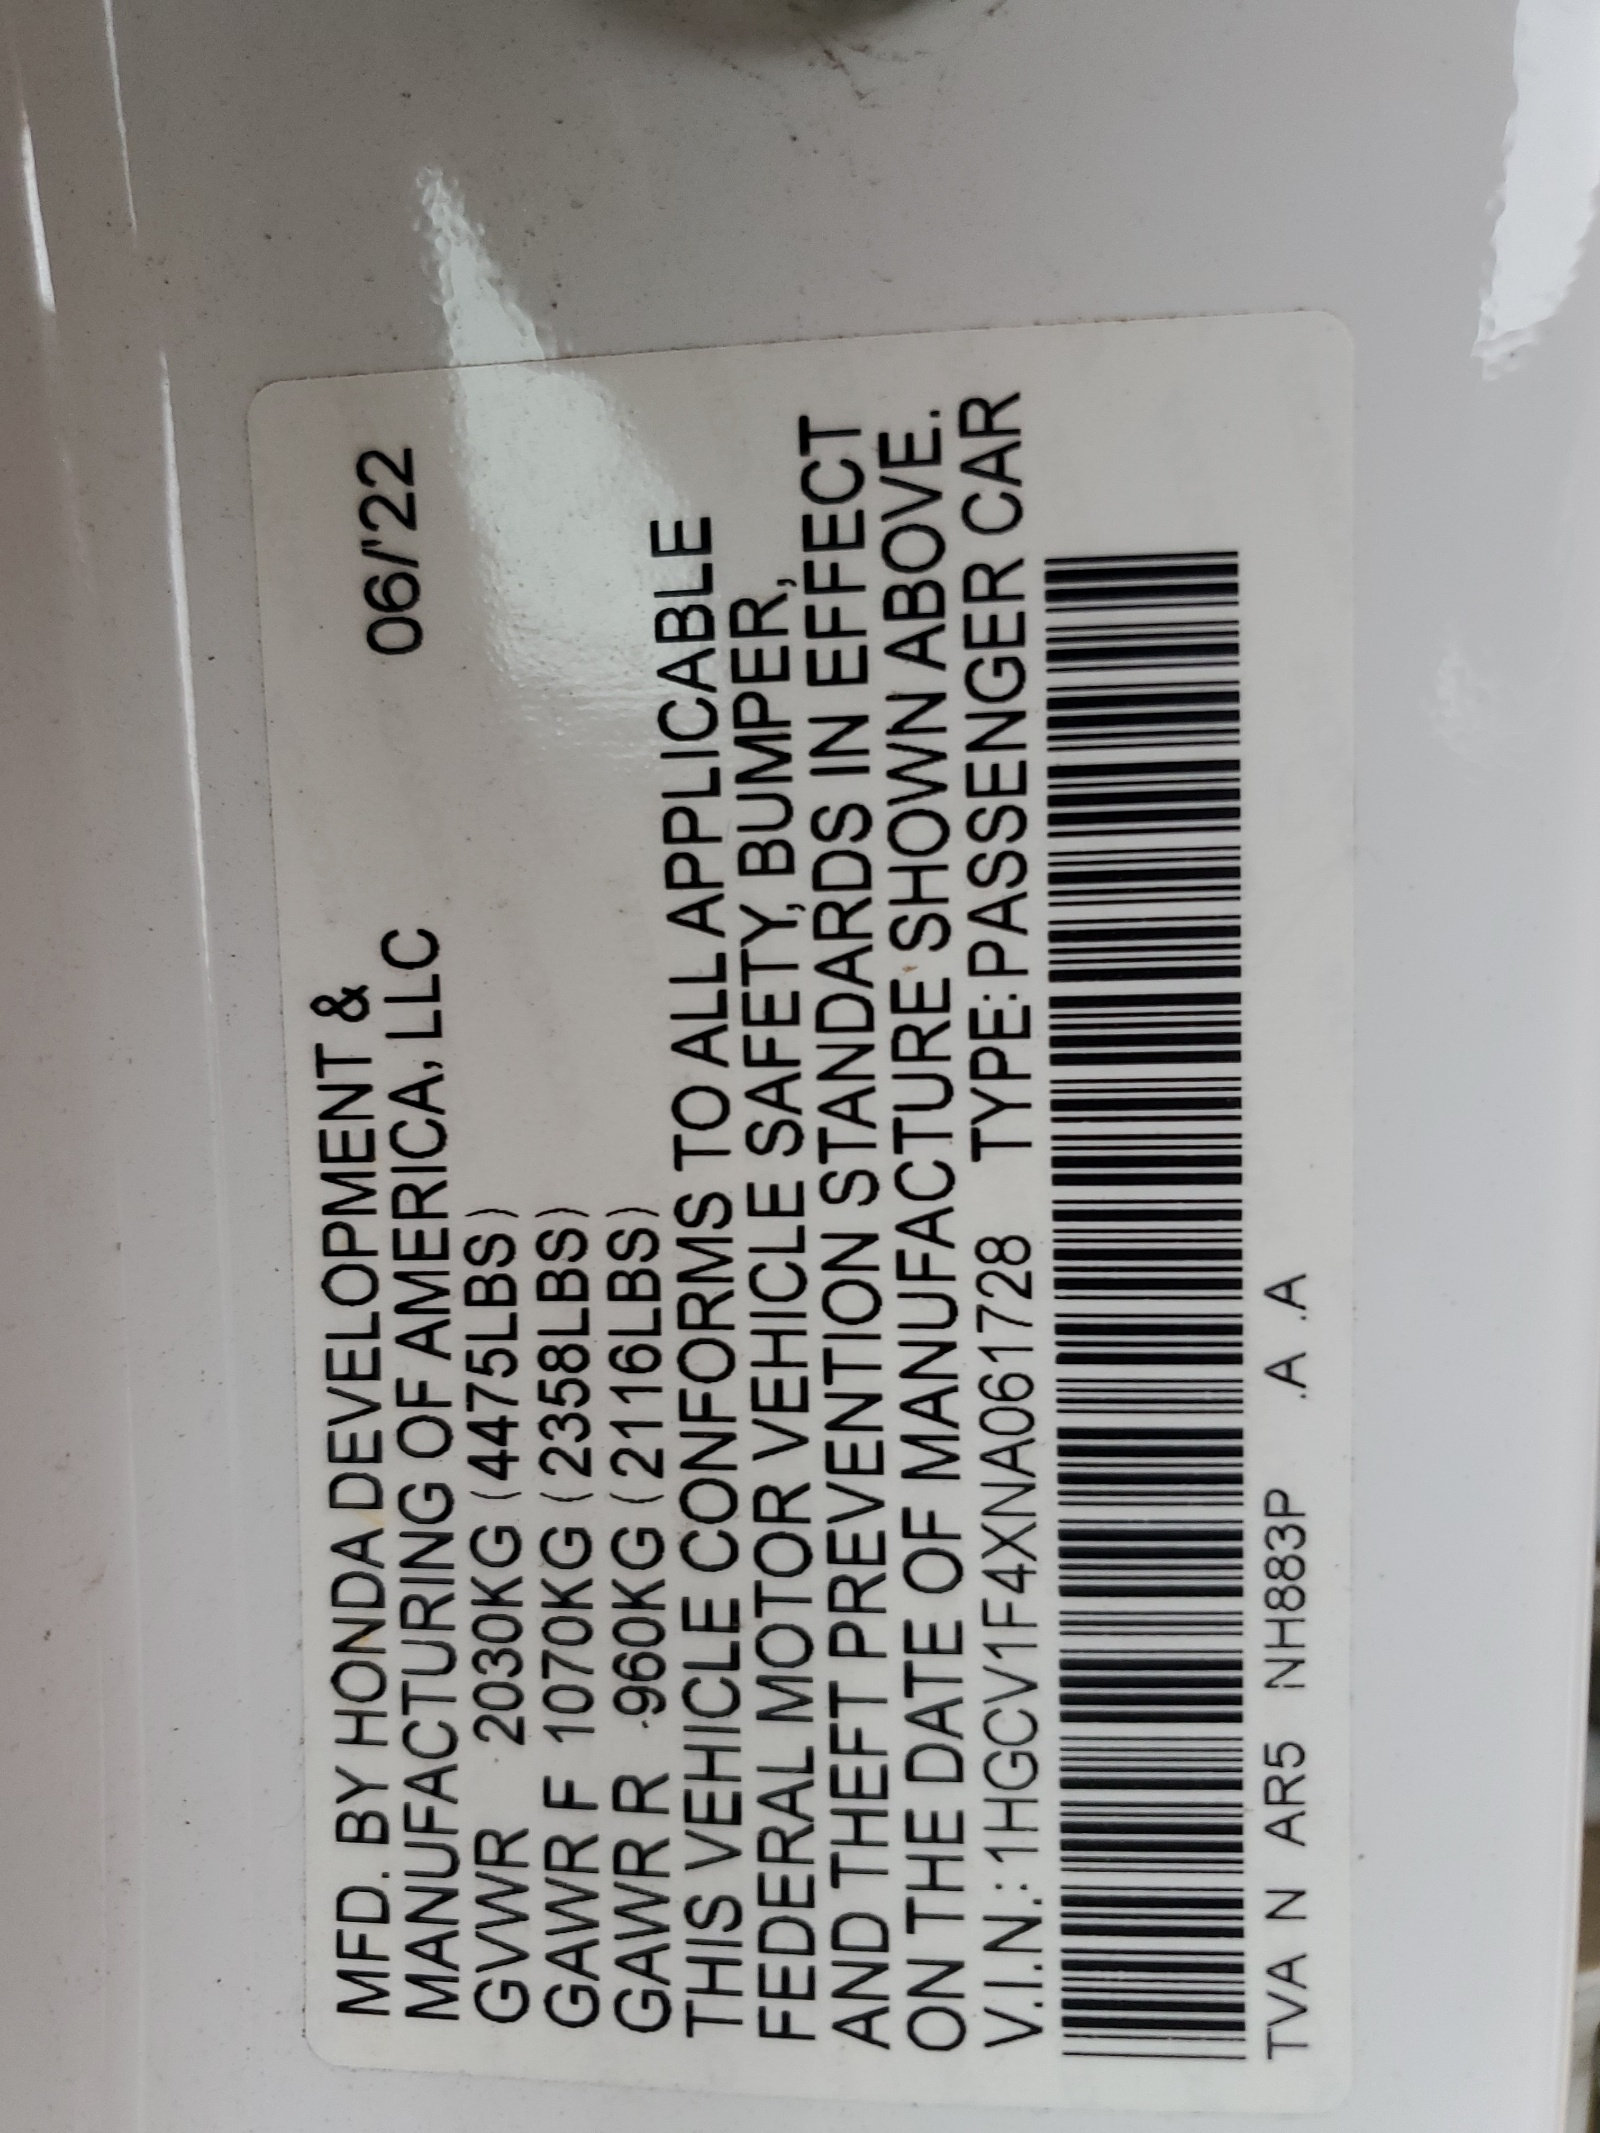 MFD. BY HONDA DEVELOPMENT &
MANUFACTURING OF AMERICA, LLC 06/'22
GVWR 2030KG (4475LBS)
GAWR F 1070KG (2358LBS)
GAWR R 960KG (2116LBS)
THIS VEHICLE CONFORMS TO ALL APPLICABLE
FEDERAL MOTOR VEHICLE SAFETY, BUMPER,
AND THEFT PREVENTION STANDARDS IN EFFECT
ON THE DATE OF MANUFACTURE SHOWN ABOVE.
V.I.N.: 1HGCV1F4XNA061728 TYPE: PASSENGER CAR
TVA N AR5 NH883P .A .A